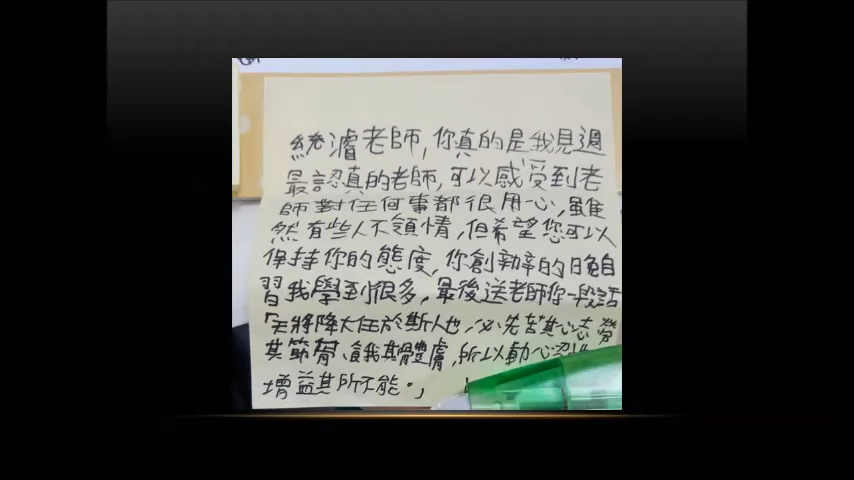 統濬老師,你真的是我見過
最認真的老師,可以感受到老
師對任何事都很用心,雖
然有些人不領情,但希望您可以
保持你的態度,你創辦的晚自
習我學到很多,最後送老師你一段話
「天將降大任於斯人也,必先苦其心志勞
其筋骨、餓其體膚,所以動心忍性
增益其所不能。」